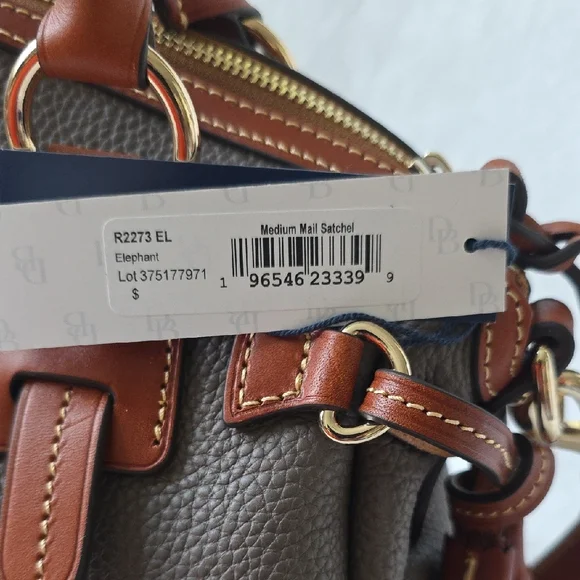 R2273 EL
Elephant
Lot 375177971
$
Medium Mail Satchel
1 96546 23339 9